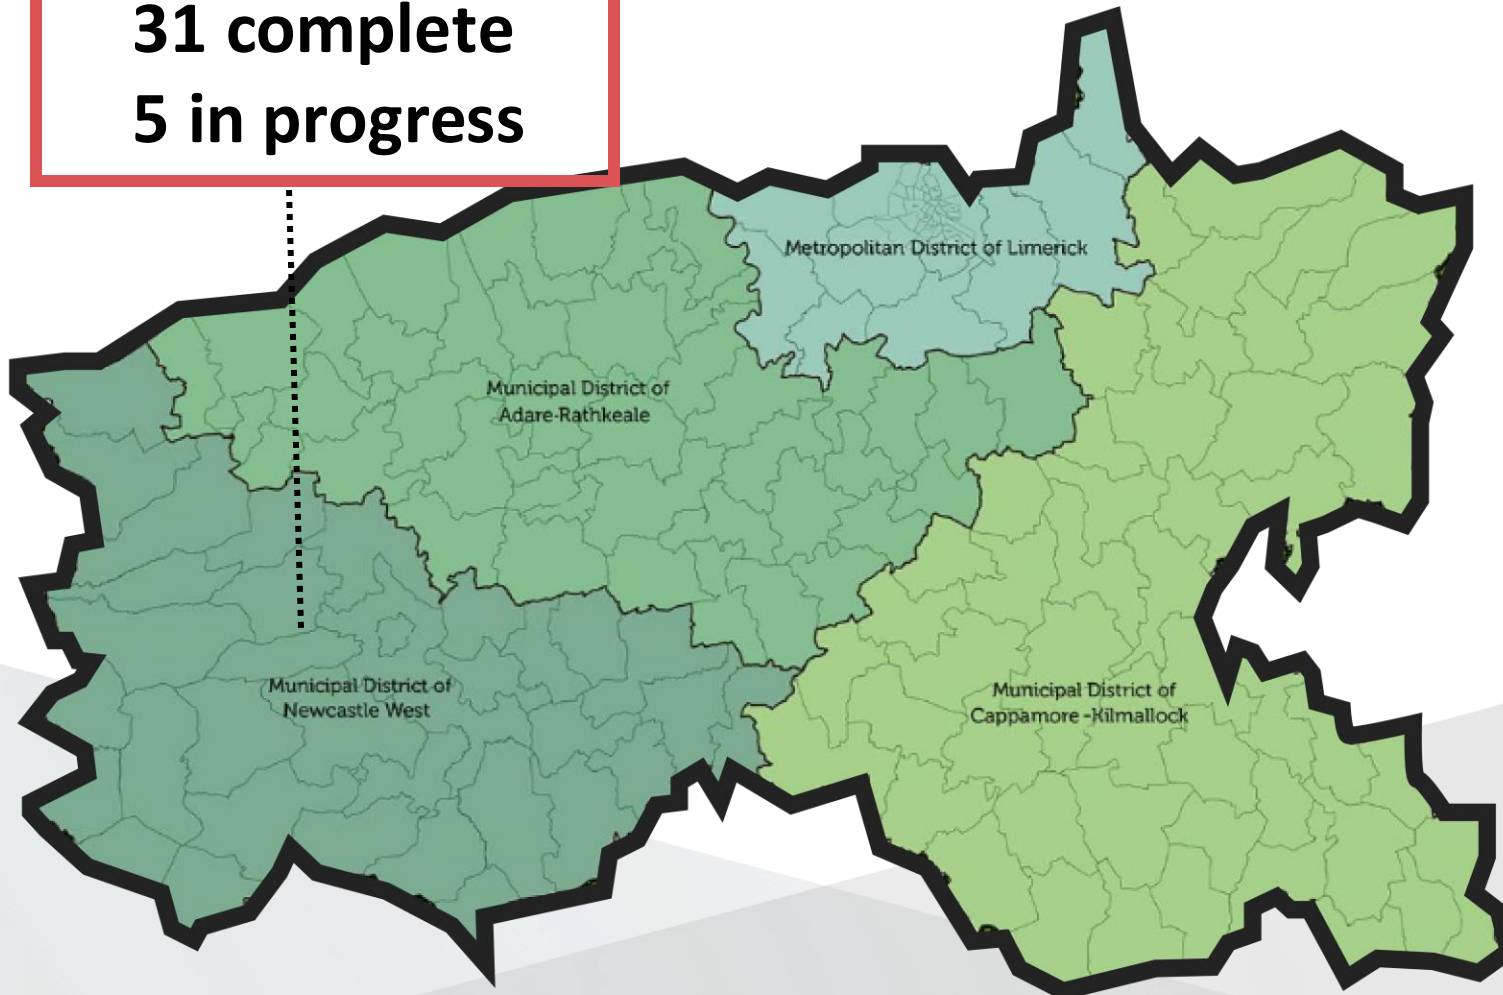 31 complete
5 in progress
Metropolitan District of Limerick
Municipal District of
Adare-Rathkeale
Municipal District of
Newcastle West
Municipal District of
Cappamore -Kilmallock